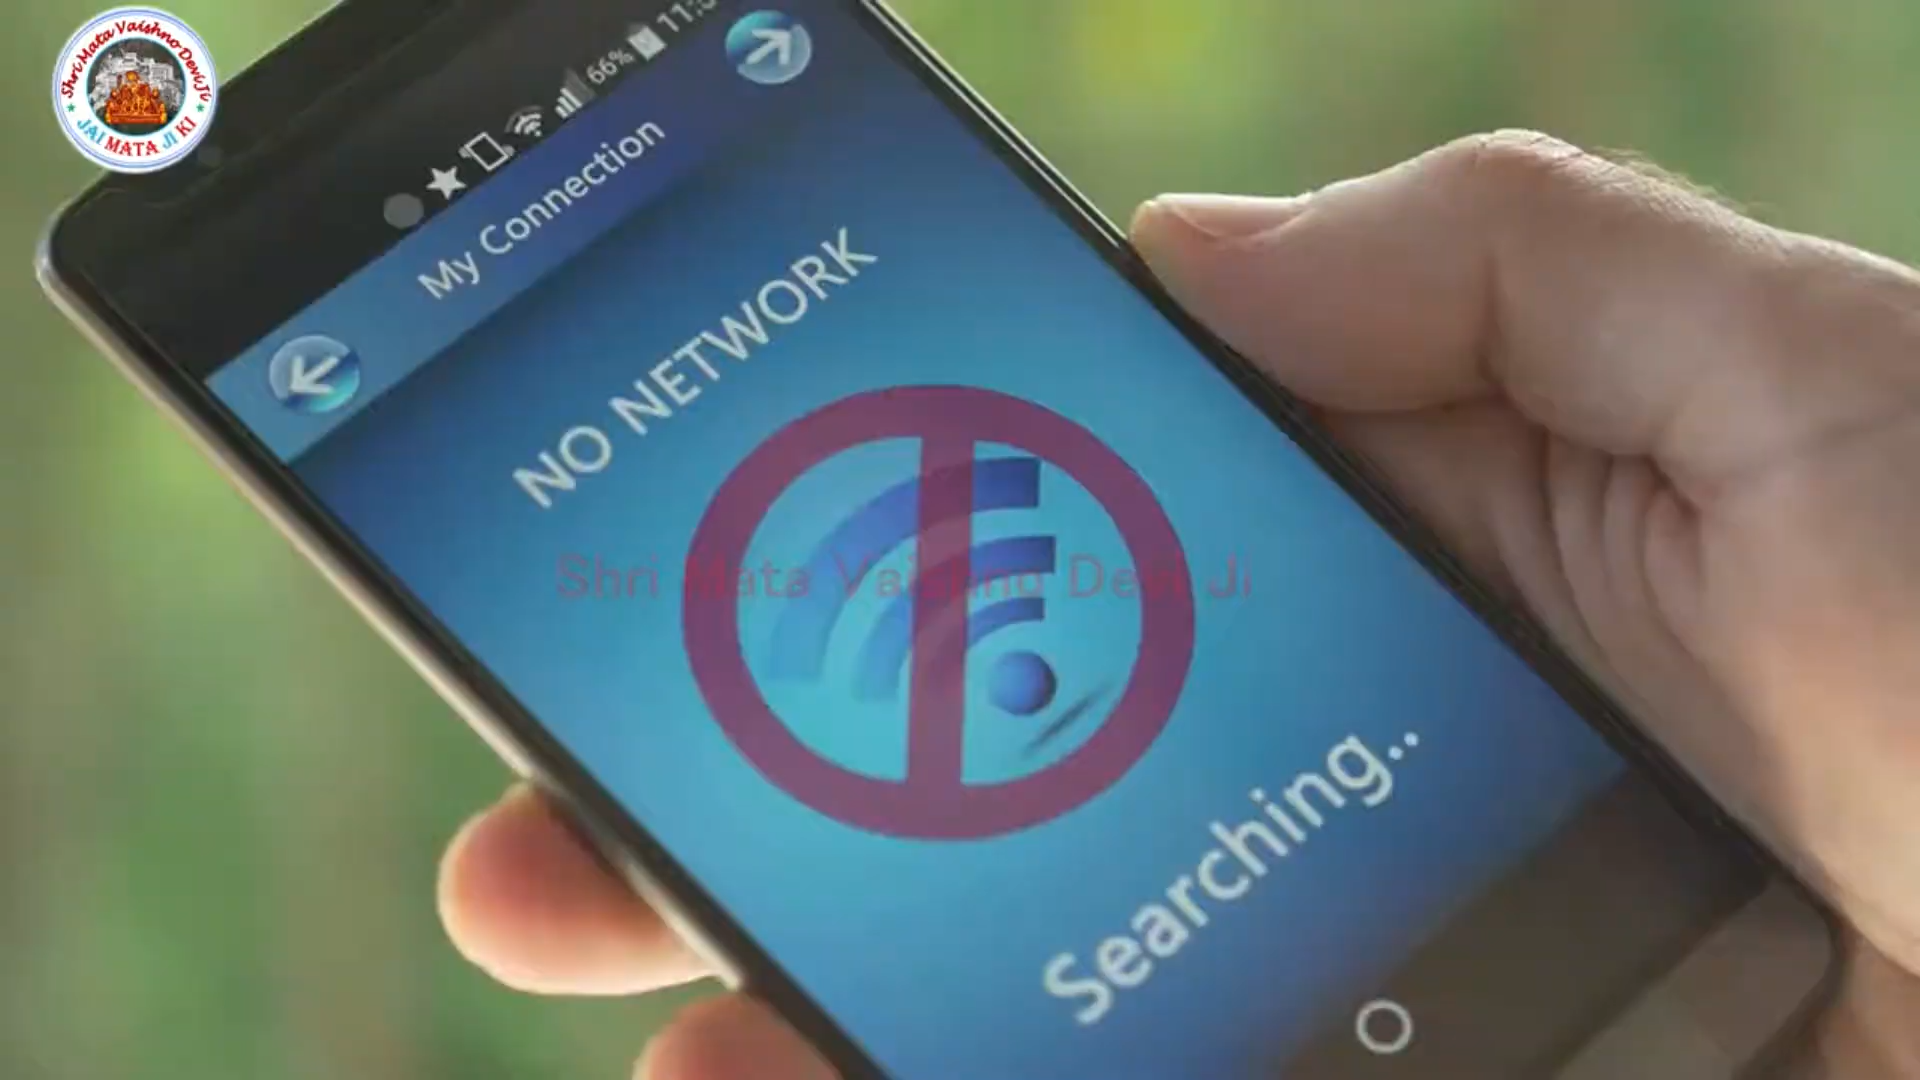 Shri Mata Vaishno Devi Ji
JAI MATA JI KI
66%
My Connection
NO NETWORK
Shri Mata Vaishno Devi Ji
Searching..